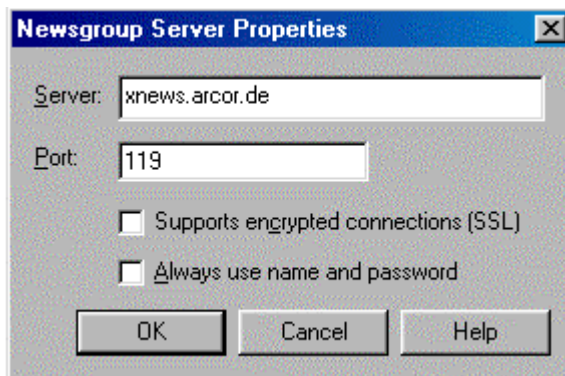 Newsgroup Server Properties
Server: xnews.arcor.de
Port: 119
Supports encrypted connections (SSL)
Always use name and password
OK Cancel Help